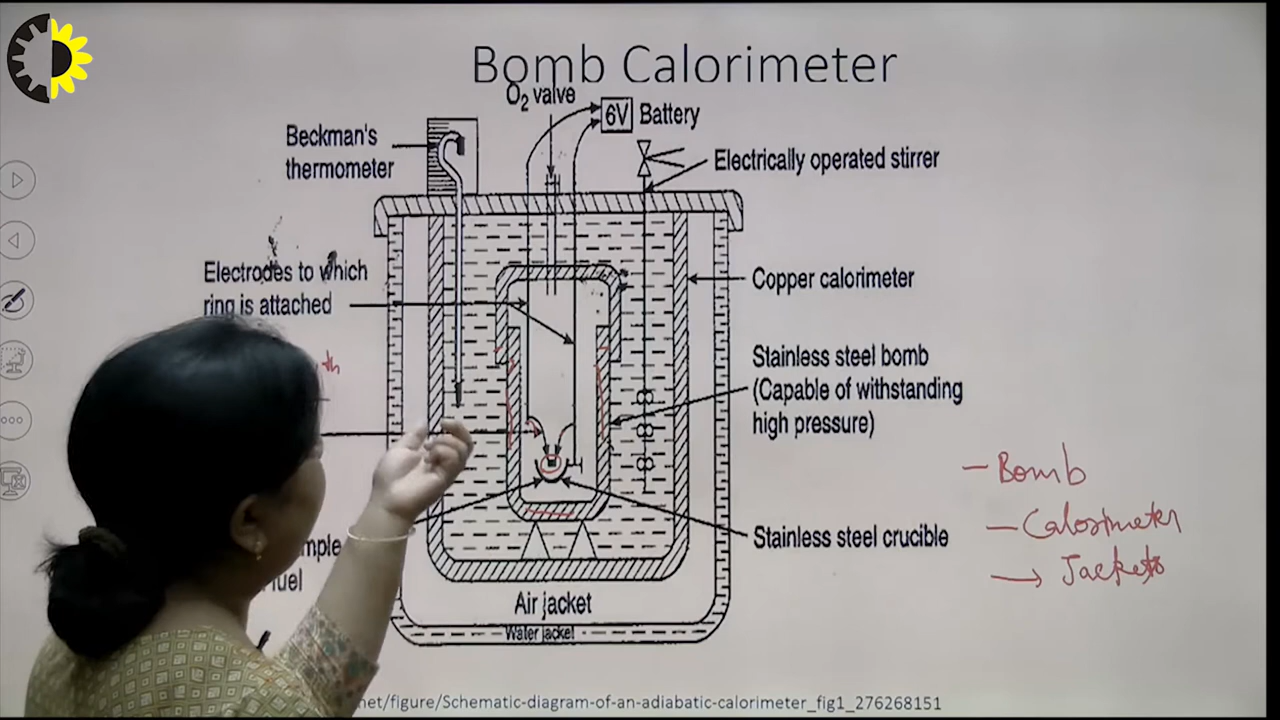 Bomb Calorimeter
O₂ valve
6V Battery
Beckman's
thermometer
Electrically operated stirrer
Electrodes to which
ring is attached
Copper calorimeter
Stainless steel bomb
(Capable of withstanding
high pressure)
Stainless steel crucible
Air jacket
Water jacket
- Bomb
- Calorimeter
→ Jackets
net/figure/Schematic-diagram-of-an-adiabatic-calorimeter_fig1_276268151